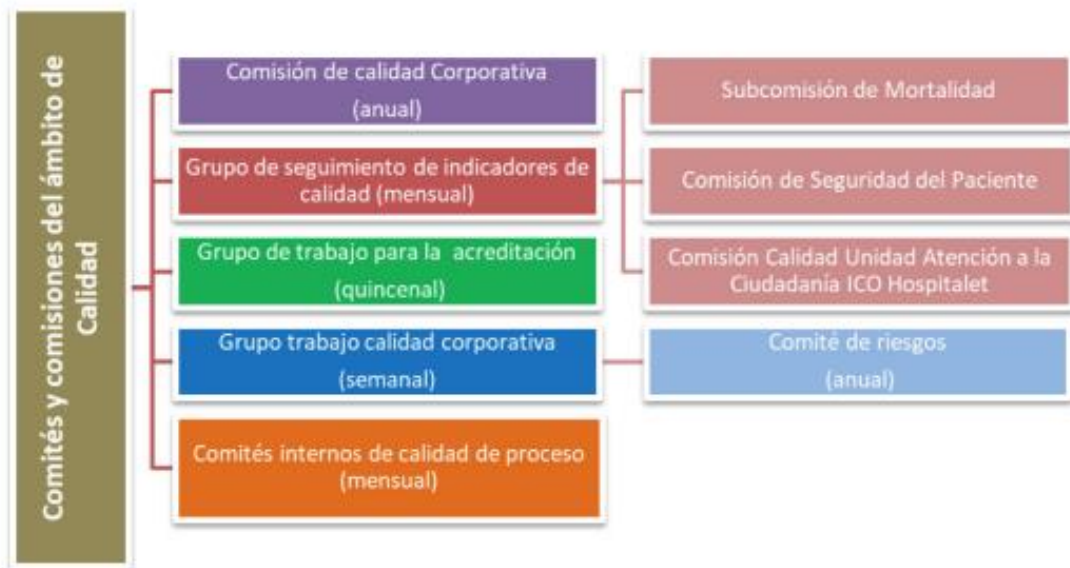 Comités y comisiones del ámbito de
Calidad
Comisión de calidad Corporativa
(anual)
Grupo de seguimiento de indicadores de
calidad (mensual)
Grupo de trabajo para la acreditación
(quincenal)
Grupo trabajo calidad corporativa
(semanal)
Comités internos de calidad de proceso
(mensual)
Subcomisión de Mortalidad
Comisión de Seguridad del Paciente
Comisión Calidad Unidad Atención a la
Ciudadanía ICO Hospitalet
Comité de riesgos
(anual)